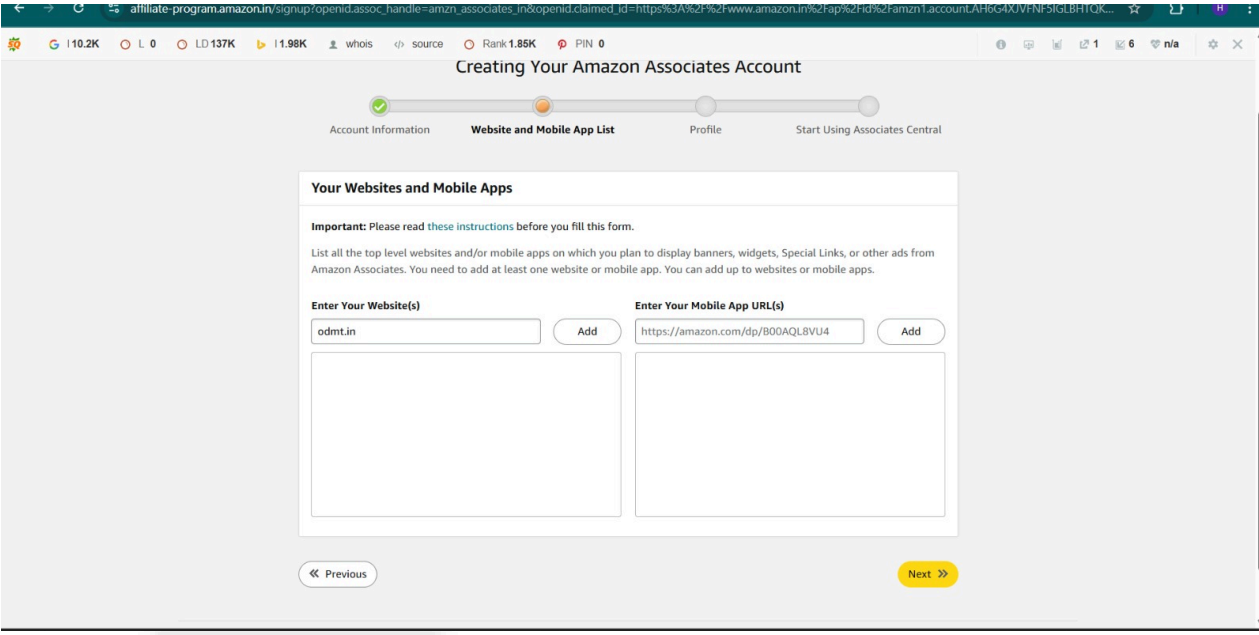 affiliate-program.amazon.in/signup?openid.assoc_handle=amzn_associates_in&openid.claimed_id=https%3A%2F%2Fwww.amazon.in%2Fap%2Fid%2Famzn1.account.AH6G4XJVFNF5IGLBHTQK... H
SQ G I 10.2K L 0 LD 137K I 1.98K whois </> source Rank 1.85K PIN 0 1 6 n/a
Creating Your Amazon Associates Account
Account Information Website and Mobile App List Profile Start Using Associates Central
Your Websites and Mobile Apps
Important: Please read these instructions before you fill this form.
List all the top level websites and/or mobile apps on which you plan to display banners, widgets, Special Links, or other ads from
Amazon Associates. You need to add at least one website or mobile app. You can add up to websites or mobile apps.
Enter Your Website(s) Enter Your Mobile App URL(s)
odmt.in Add https://amazon.com/dp/B00AQL8VU4 Add
Previous Next